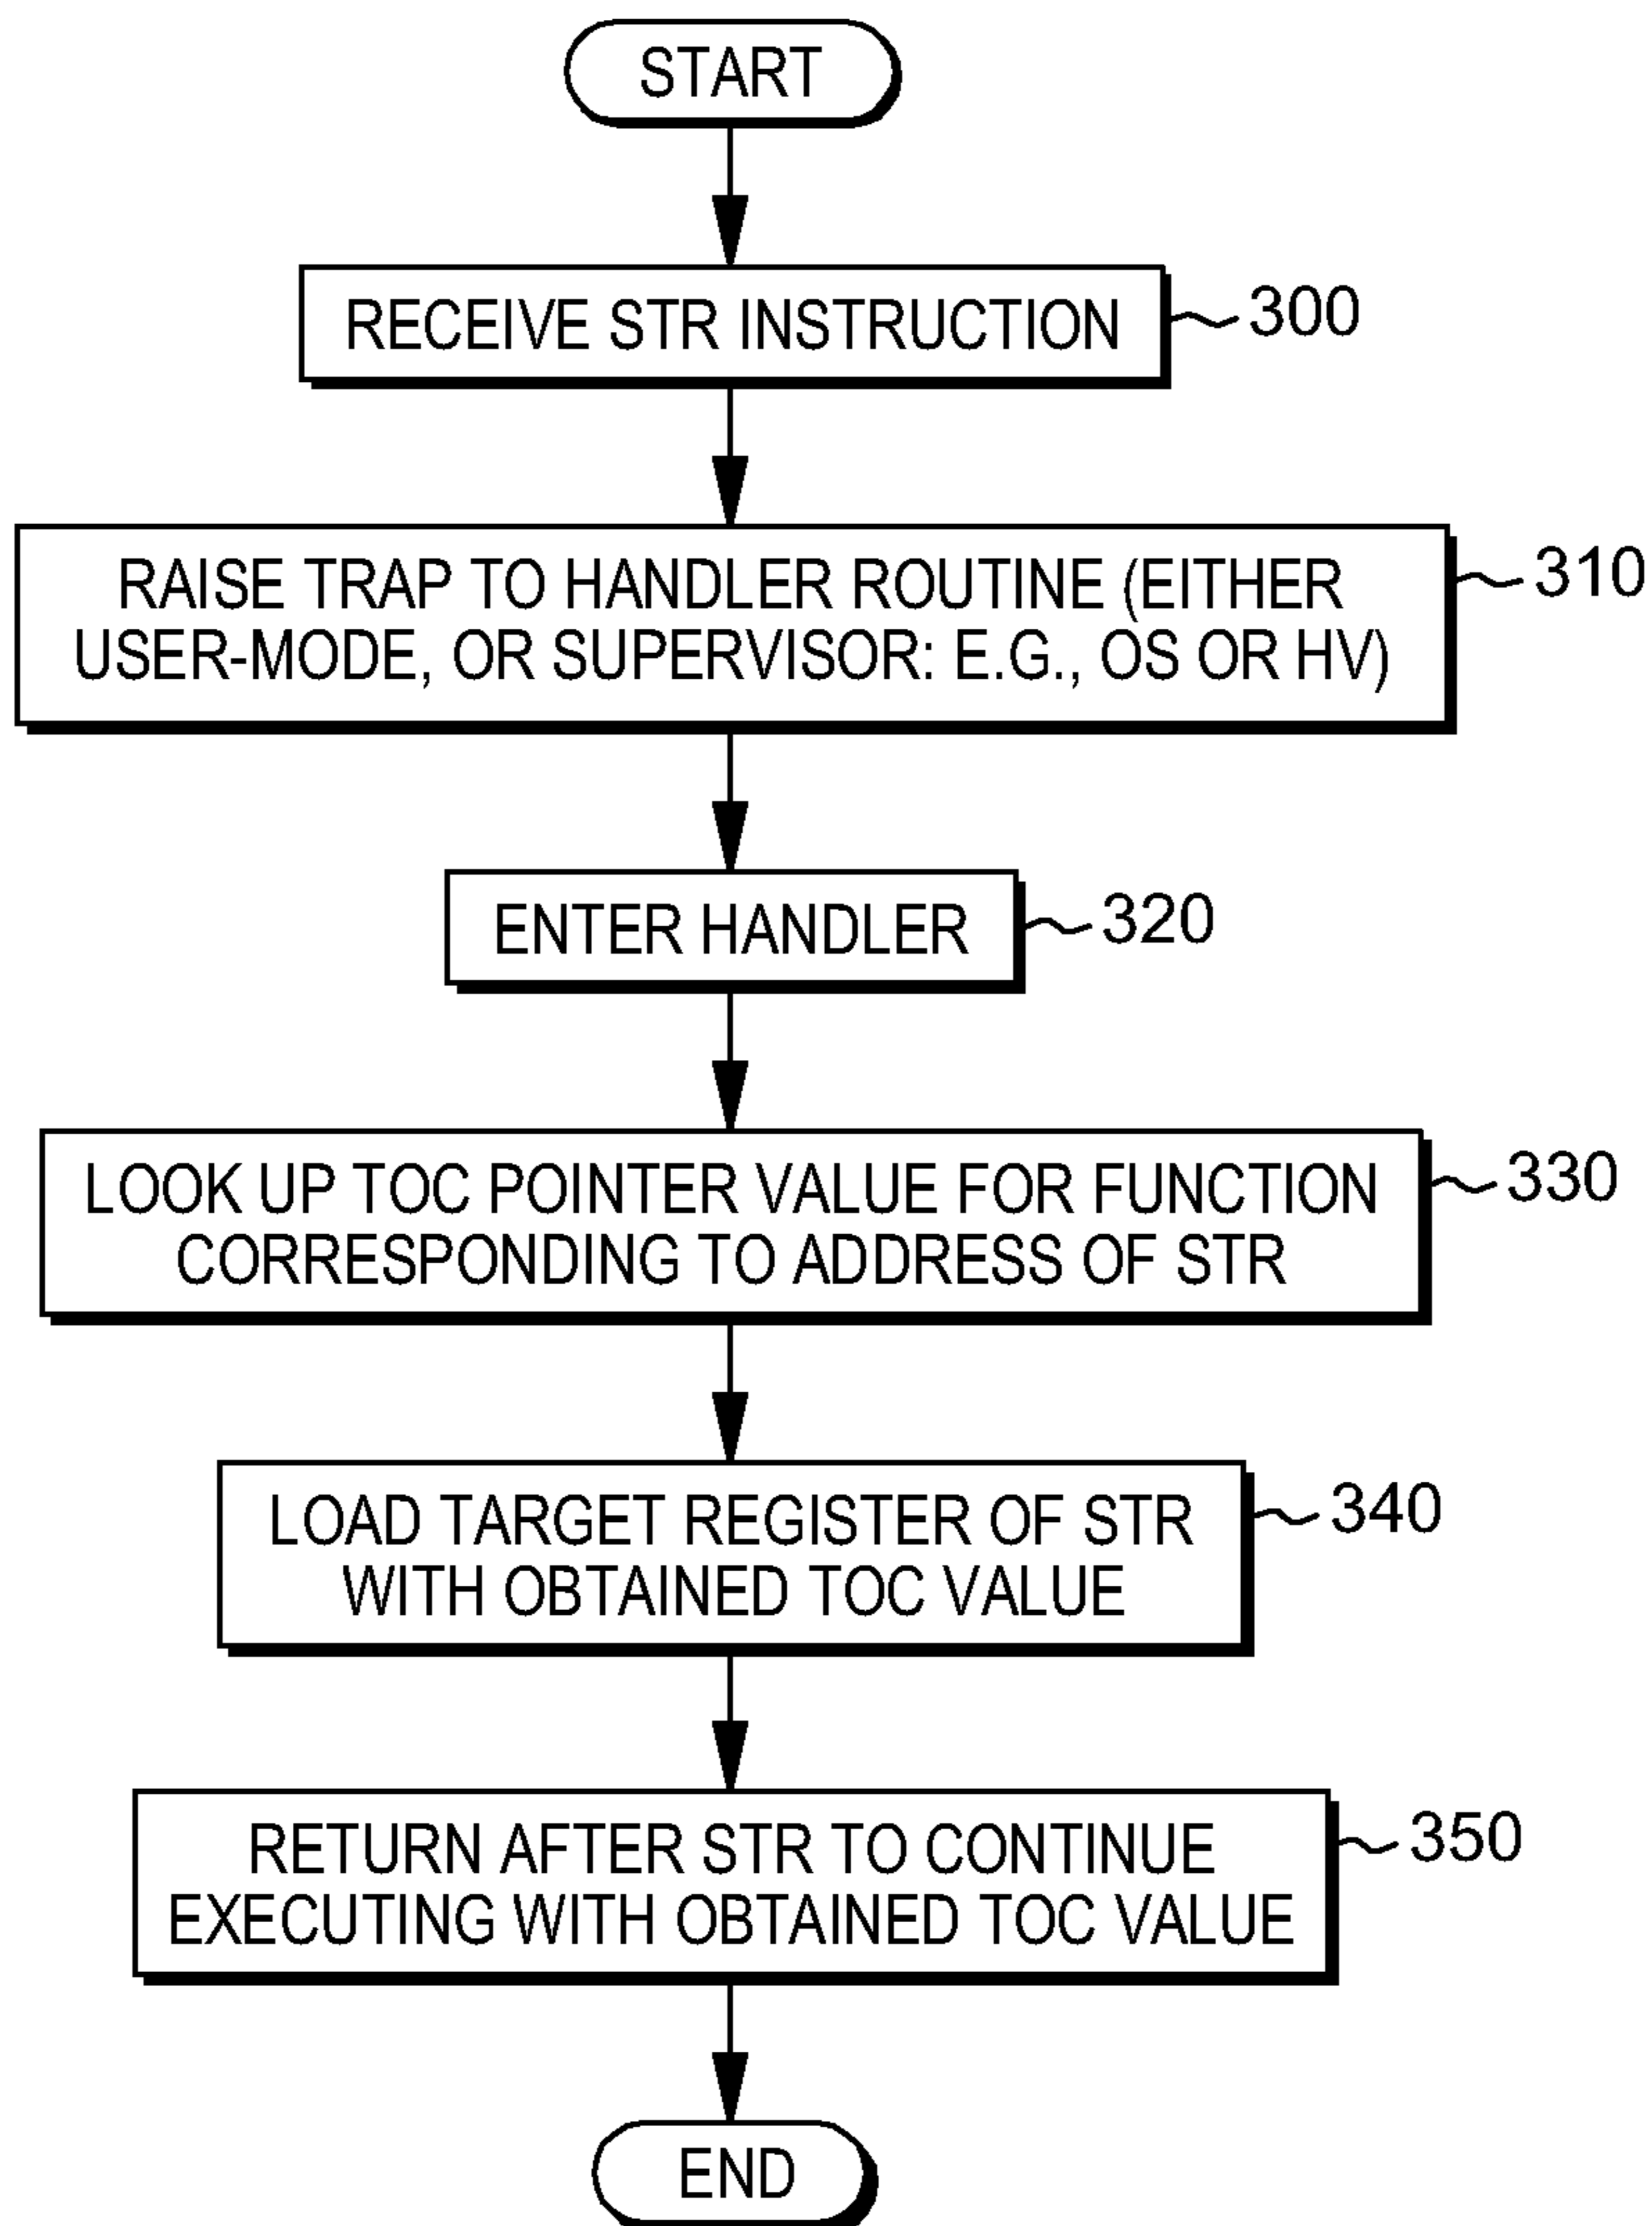 START
RECEIVE STR INSTRUCTION
300
RAISE TRAP TO HANDLER ROUTINE (EITHER
USER-MODE, OR SUPERVISOR: E.G., OS OR HV)
310
ENTER HANDLER
320
LOOK UP TOC POINTER VALUE FOR FUNCTION
CORRESPONDING TO ADDRESS OF STR
330
LOAD TARGET REGISTER OF STR
WITH OBTAINED TOC VALUE
340
RETURN AFTER STR TO CONTINUE
EXECUTING WITH OBTAINED TOC VALUE
350
END